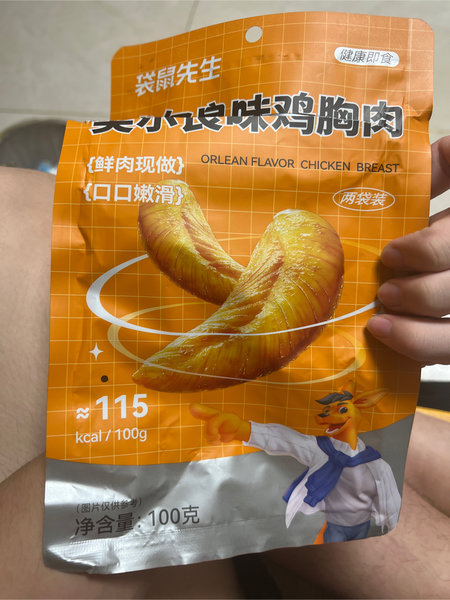 袋鼠先生
健康即食
良味鸡胸肉
ORLEAN FLAVOR CHICKEN BREAST
{鲜肉现做}
{口口嫩滑}
两袋装
≈115
kcal/100g
(图片仅供参考)
净含量: 100克